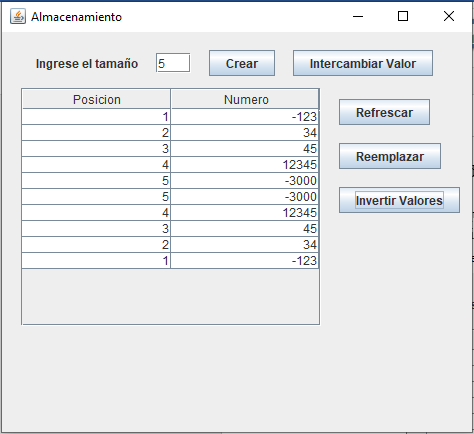 Almacenamiento
Ingrese el tamaño 5 Crear Intercambiar Valor
Posicion Numero
1 -123
2 34
3 45
4 12345
5 -3000
5 -3000
4 12345
3 45
2 34
1 -123
Refrescar
Reemplazar
Invertir Valores